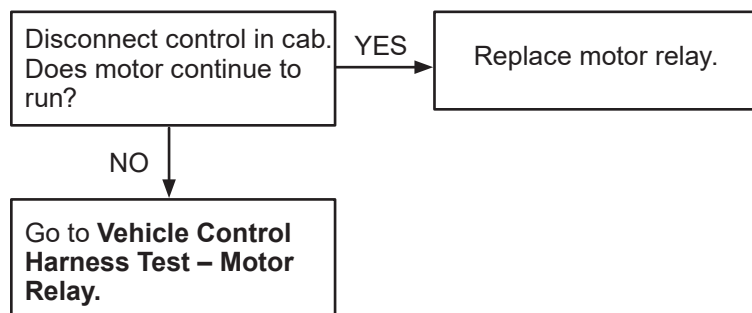 Disconnect control in cab.
Does motor continue to
run?
YES
Replace motor relay.
NO
Go to Vehicle Control
Harness Test – Motor
Relay.